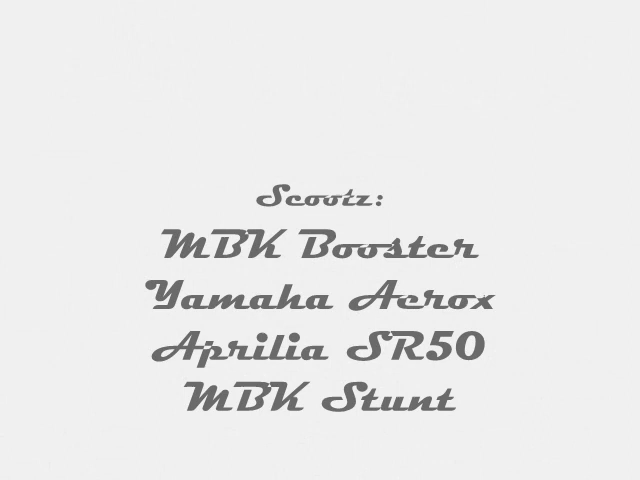 Scootz:
MBK Booster
Yamaha Aerox
Aprilia SR50
MBK Stunt